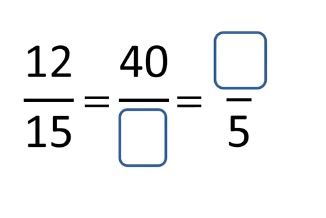 12/15 = 40/□ = □/5